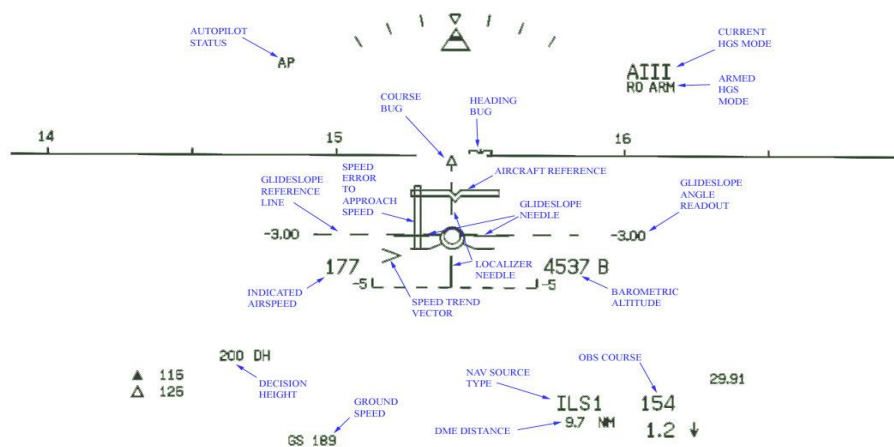 AUTOPILOT
STATUS
AP
CURRENT
HGS MODE
AIII
RO ARM
ARMED
HGS
MODE
COURSE
BUG
HEADING
BUG
14
15
16
SPEED
ERROR
TO
APPROACH
SPEED
AIRCRAFT REFERENCE
GLIDESLOPE
REFERENCE
LINE
GLIDESLOPE
NEEDLE
GLIDESLOPE
ANGLE
READOUT
-3.00
-3.00
177
LOCALIZER
NEEDLE
4537 B
-5
-5
INDICATED
AIRSPEED
SPEED TREND
VECTOR
BAROMETRIC
ALTITUDE
200 DH
115
125
DECISION
HEIGHT
NAV SOURCE
TYPE
OBS COURSE
29.91
GROUND
SPEED
ILS1
154
DME DISTANCE
9.7 NM
1.2
GS 189